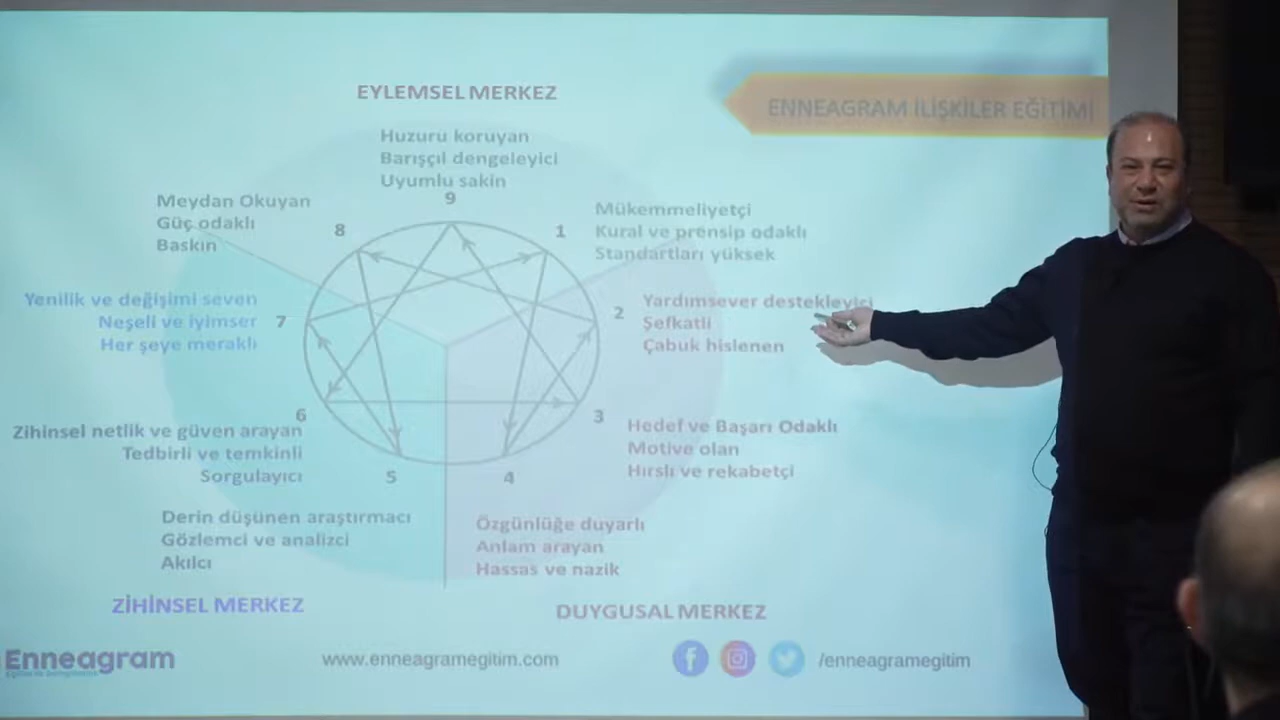 EYLEMSEL MERKEZ
ENNEAGRAM İLİŞKİLER EĞİTİMİ
Huzuru koruyan
Barışçıl dengeleyici
Uyumlu sakin
9
Meydan Okuyan
Güç odaklı
Baskın
8
1
Mükemmeliyetçi
Kural ve prensip odaklı
Standartları yüksek
Yenilik ve değişimi seven
Neşeli ve iyimser
Her şeye meraklı
7
2
Yardımsever destekleyici
Şefkatli
Çabuk hislenen
6
Zihinsel netlik ve güven arayan
Tedbirli ve temkinli
Sorgulayıcı
3
Hedef ve Başarı Odaklı
Motive olan
Hırslı ve rekabetçi
5
4
Derin düşünen araştırmacı
Gözlemci ve analizci
Akılcı
Özgünlüğe duyarlı
Anlam arayan
Hassas ve nazik
ZİHİNSEL MERKEZ
DUYGUSAL MERKEZ
Enneagram
www.enneagramegitim.com
/enneagramegitim